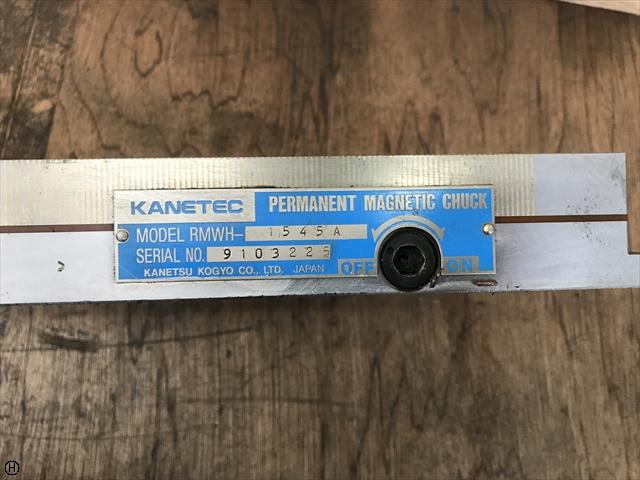 KANETEC PERMANENT MAGNETIC CHUCK
MODEL RMWH- 1545A
SERIAL NO. 9103225
KANETSU KOGYO CO., LTD. JAPAN OFF ON
H